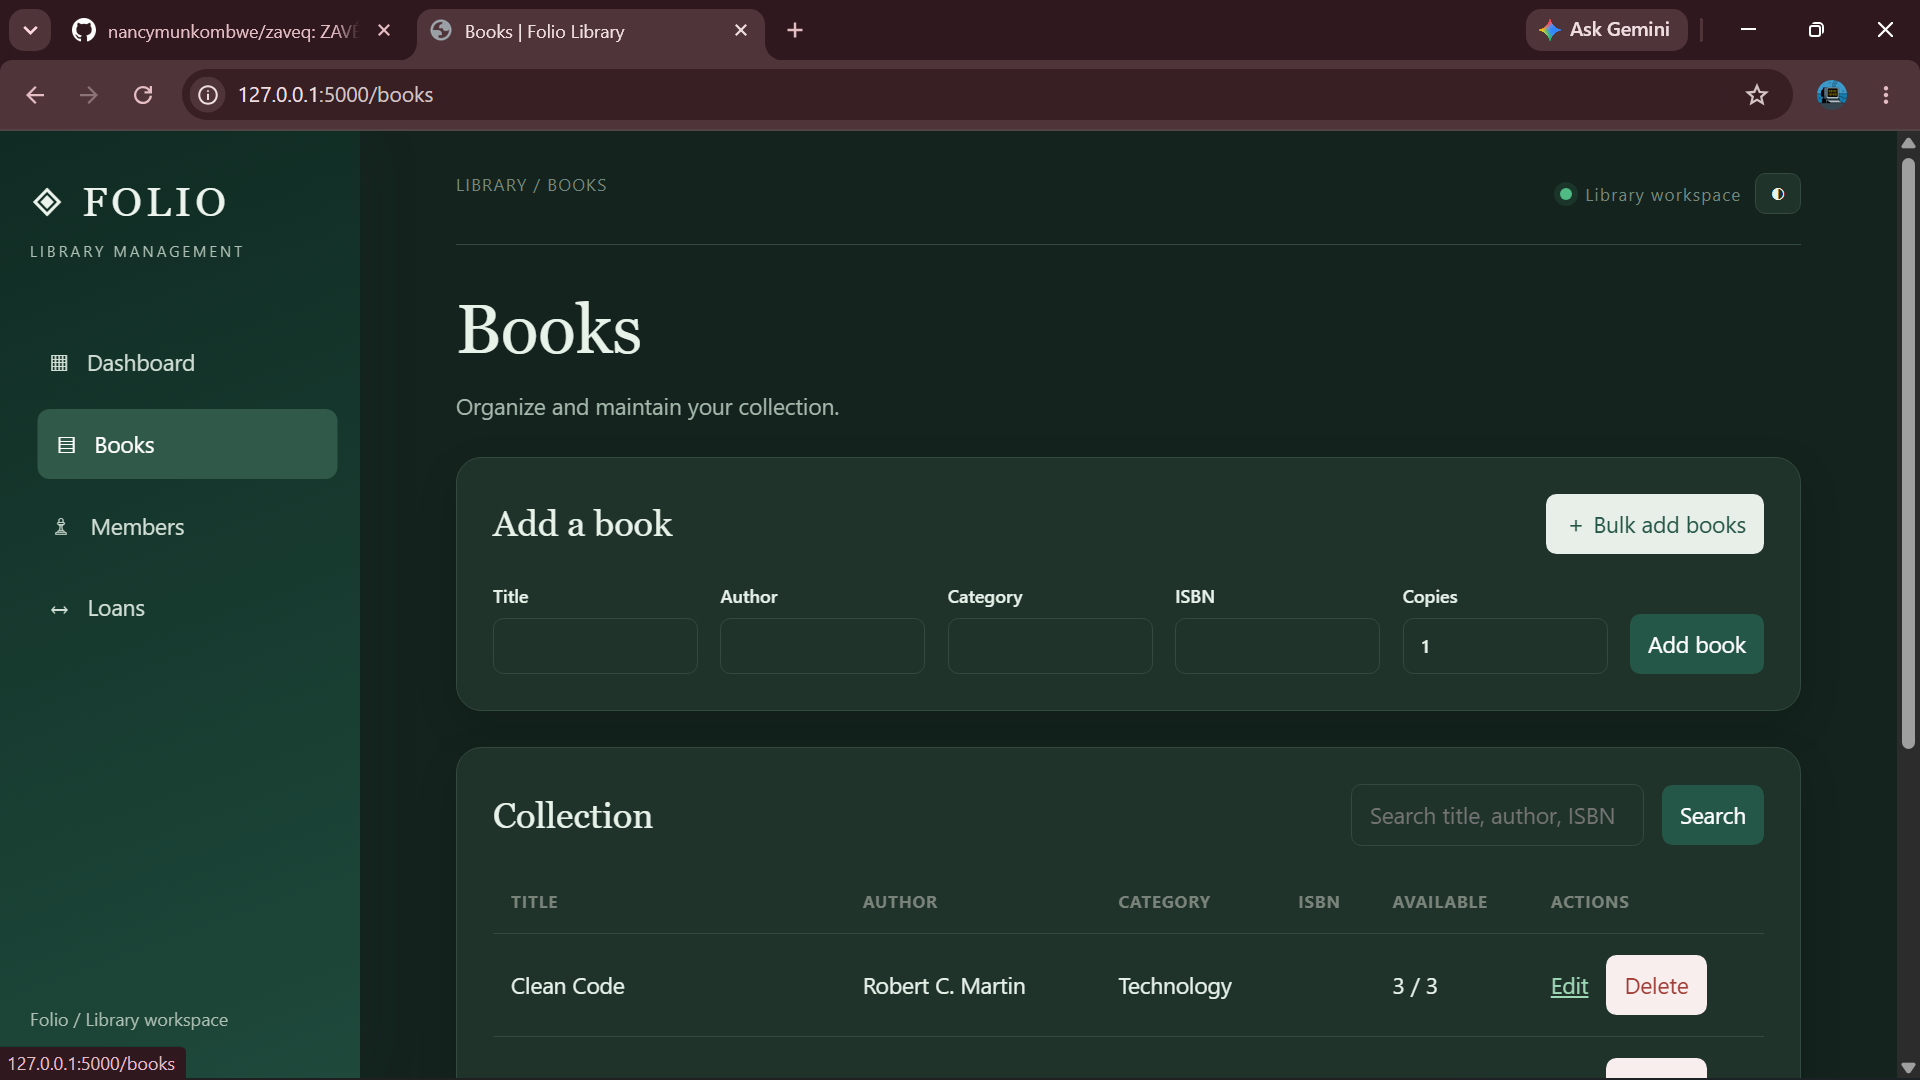 nancymunkombwe/zaveq: ZAVE
Books | Folio Library
Ask Gemini
127.0.0.1:5000/books
FOLIO
LIBRARY MANAGEMENT
Dashboard
Books
Members
Loans
Folio / Library workspace
127.0.0.1:5000/books
LIBRARY / BOOKS
Library workspace
Books
Organize and maintain your collection.
Add a book
+ Bulk add books
Title Author Category ISBN Copies
1 Add book
Collection
Search title, author, ISBN Search
TITLE AUTHOR CATEGORY ISBN AVAILABLE ACTIONS
Clean Code Robert C. Martin Technology 3 / 3 Edit Delete